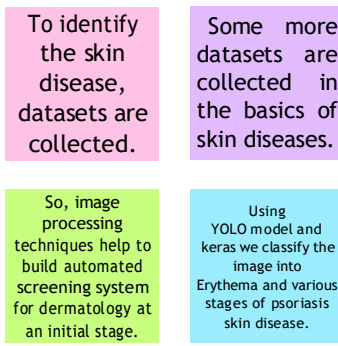 To identify
the skin
disease,
datasets are
collected.
Some more
datasets are
collected in
the basics of
skin diseases.
So, image
processing
techniques help to
build automated
screening system
for dermatology at
an initial stage.
Using
YOLO model and
keras we classify the
image into
Erythema and various
stages of psoriasis
skin disease.